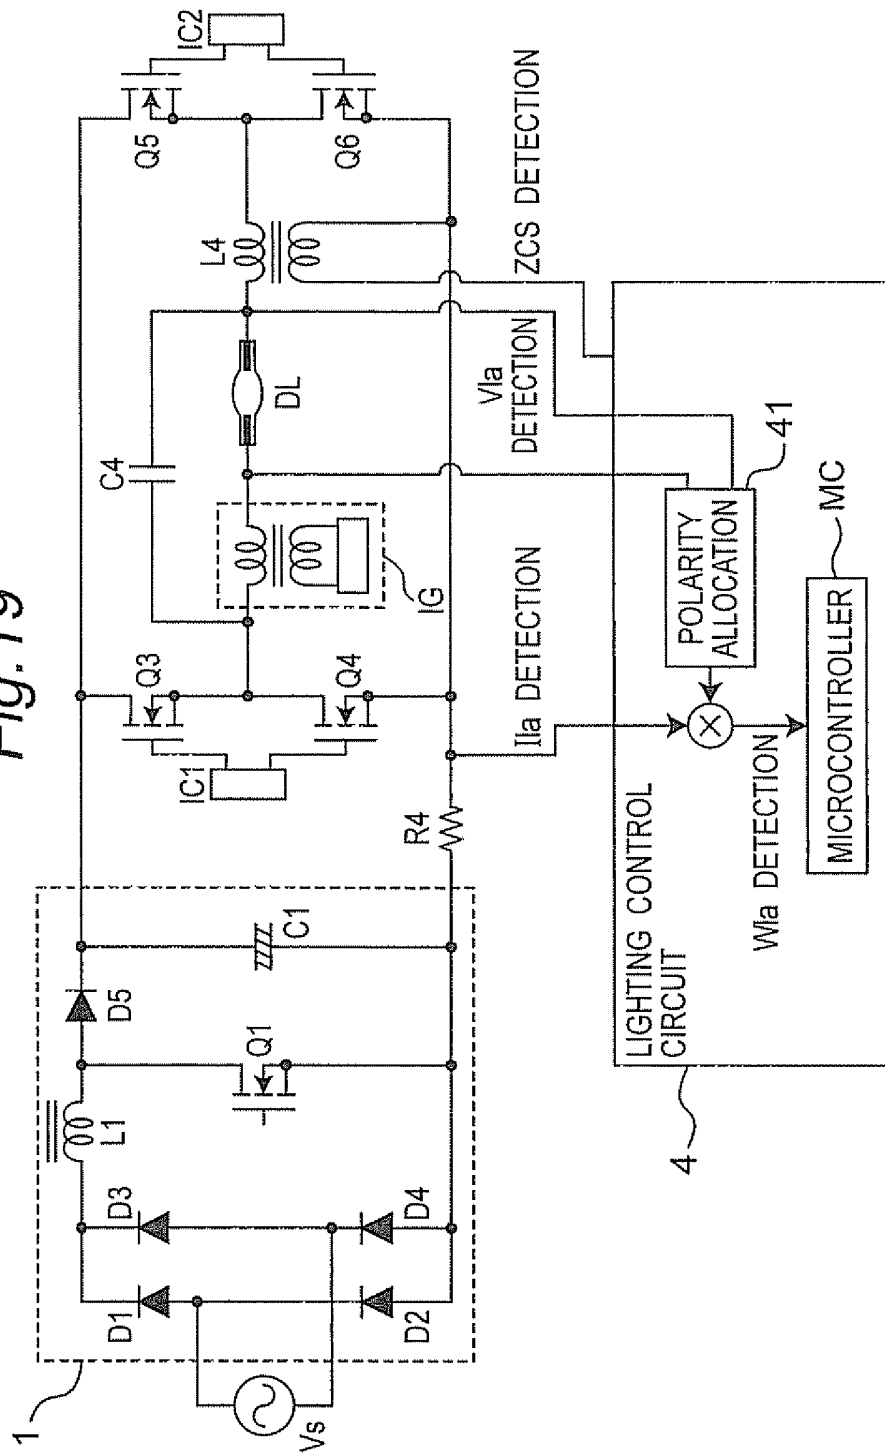 Fig.19
1
Vs
D1
D2
D3
D4
L1
Q1
D5
C1
R4
IC1
Q3
Q4
IG
C4
DL
L4
Q5
Q6
IC2
Ila DETECTION
Vla
DETECTION
ZCS DETECTION
4
LIGHTING CONTROL
CIRCUIT
POLARITY
ALLOCATION
41
Wla DETECTION
MICROCONTROLLER
MC